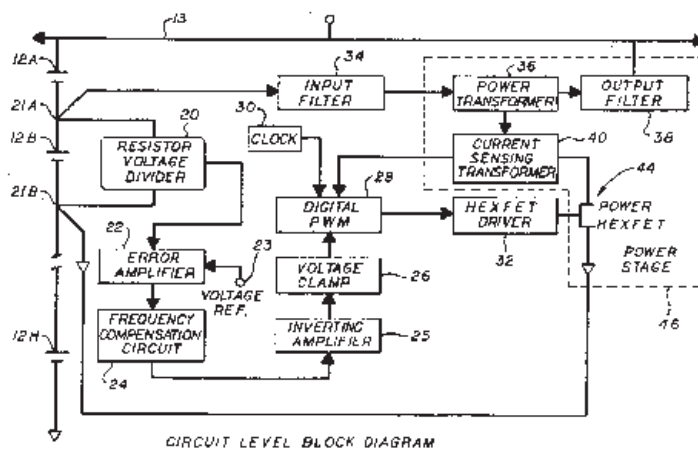 13
12A
21A
12B
21B
12H
34
INPUT
FILTER
36
POWER
TRANSFORMER
OUTPUT
FILTER
38
30
CLOCK
20
RESISTOR
VOLTAGE
DIVIDER
CURRENT
SENSING
TRANSFORMER
40
44
DIGITAL
PWM
28
HEXFET
DRIVER
32
POWER
HEXFET
POWER
STAGE
46
22
ERROR
AMPLIFIER
23
VOLTAGE
REF.
VOLTAGE
CLAMP
26
FREQUENCY
COMPENSATION
CIRCUIT
24
INVERTING
AMPLIFIER
25
CIRCUIT LEVEL BLOCK DIAGRAM